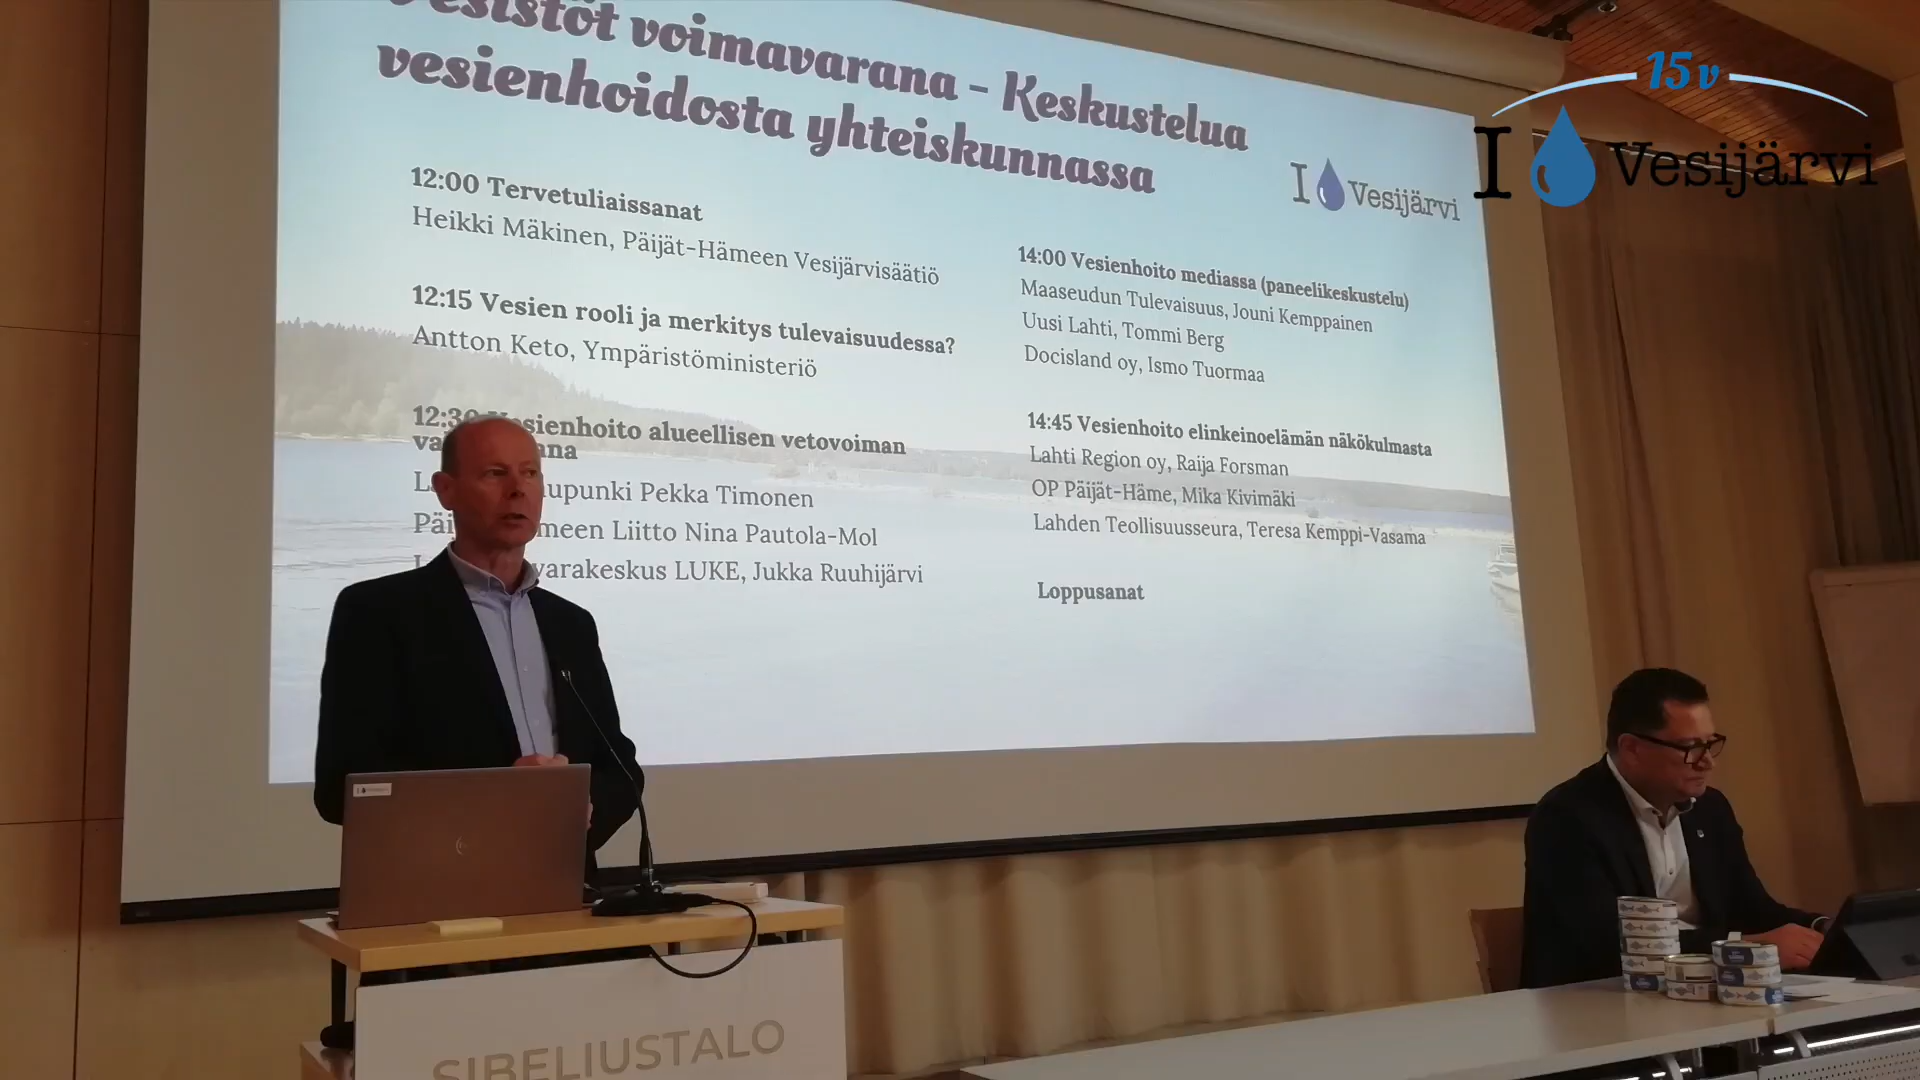 voimavarana - Keskustelua
vesienhoidosta yhteiskunnassa
12:00 Tervetuliaissanat
Heikki Mäkinen, Päijät-Hämeen Vesijärvisäätiö
12:15 Vesien rooli ja merkitys tulevaisuudessa?
Antton Keto, Ympäristöministeriö
alueellisen vetovoiman
Pekka Timonen
Liitto Nina Pautola-Mol
LUKE, Jukka Ruuhijärvi
I Vesijärvi
14:00 Vesienhoito mediassa (paneelikeskustelu)
Maaseudun Tulevaisuus, Jouni Kemppainen
Uusi Lahti, Tommi Berg
Docisland oy, Ismo Tuormaa
14:45 Vesienhoito elinkeinoelämän näkökulmasta
Lahti Region oy, Raija Forsman
OP Päijät-Häme, Mika Kivimäki
Lahden Teollisuusseura, Teresa Kemppi-Vasama
Loppusanat
15v
I Vesijärvi
SIBELIUSTALO